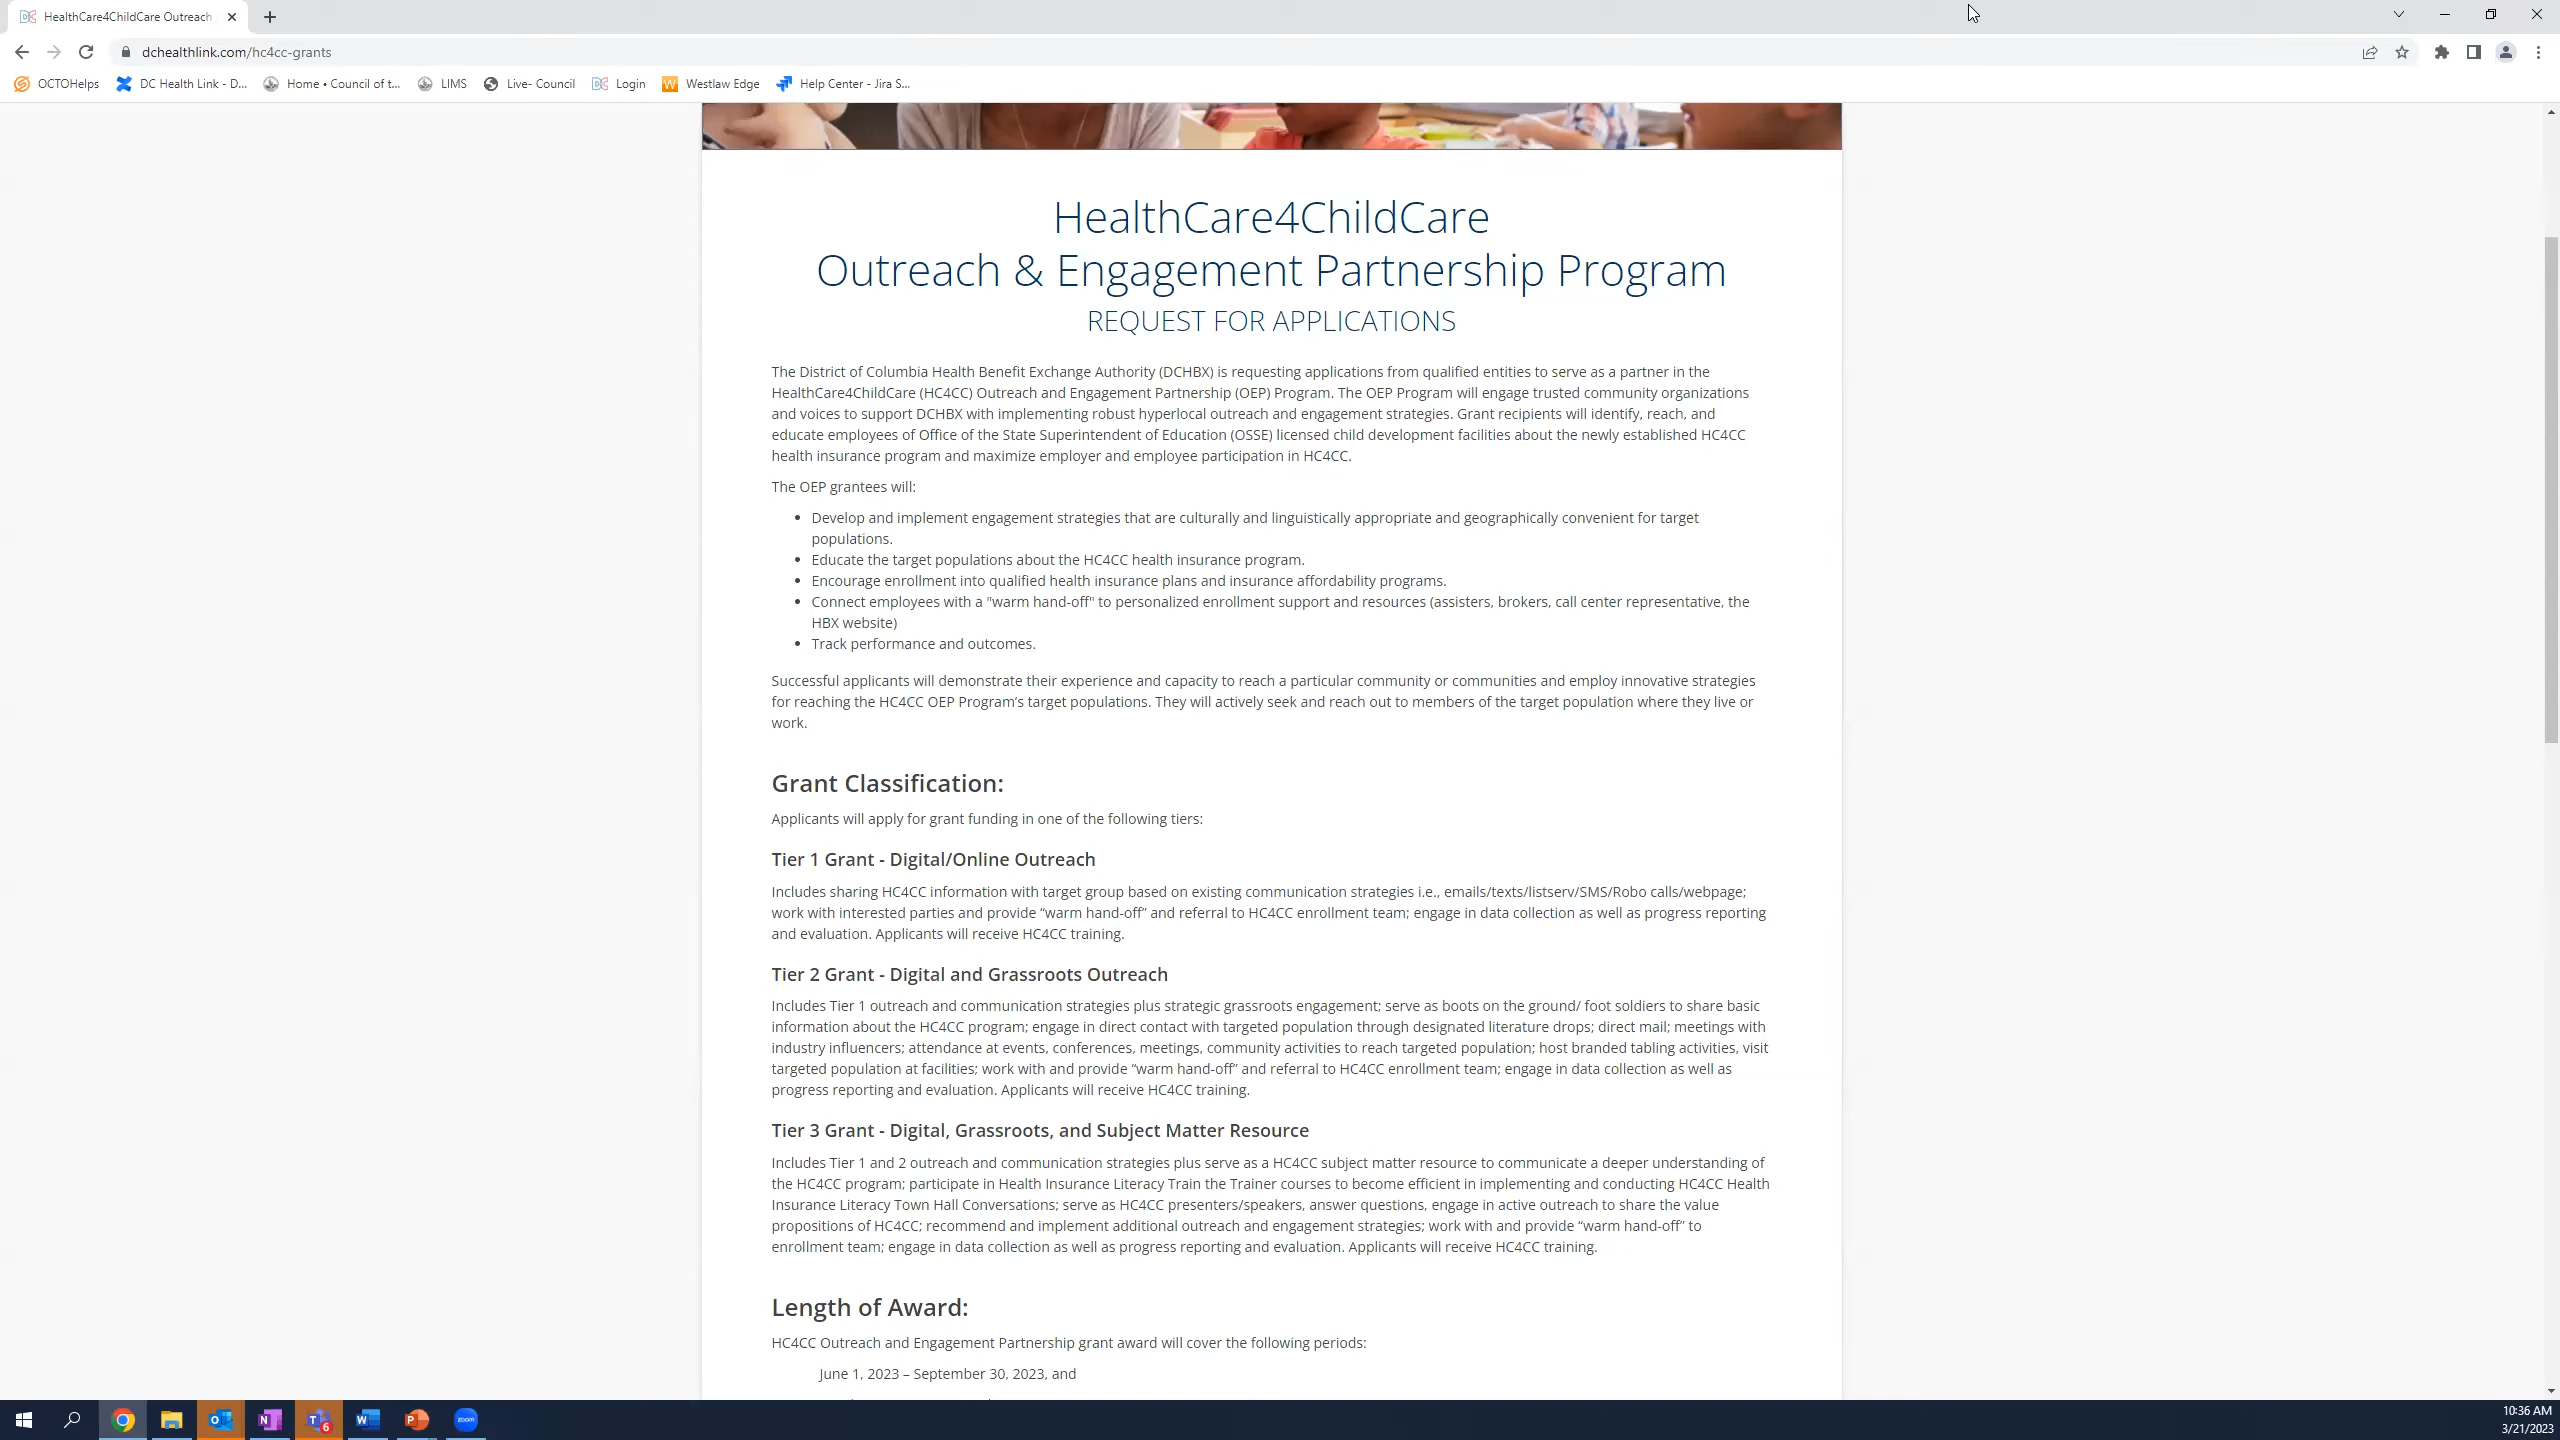 HealthCare4ChildCare Outreach
dchealthlink.com/hc4cc-grants
OCTOHelps DC Health Link - D... Home • Council of t... LIMS Live- Council Login Westlaw Edge Help Center - Jira S...
HealthCare4ChildCare
Outreach & Engagement Partnership Program
REQUEST FOR APPLICATIONS
The District of Columbia Health Benefit Exchange Authority (DCHBX) is requesting applications from qualified entities to serve as a partner in the
HealthCare4ChildCare (HC4CC) Outreach and Engagement Partnership (OEP) Program. The OEP Program will engage trusted community organizations
and voices to support DCHBX with implementing robust hyperlocal outreach and engagement strategies. Grant recipients will identify, reach, and
educate employees of Office of the State Superintendent of Education (OSSE) licensed child development facilities about the newly established HC4CC
health insurance program and maximize employer and employee participation in HC4CC.
The OEP grantees will:
• Develop and implement engagement strategies that are culturally and linguistically appropriate and geographically convenient for target
populations.
• Educate the target populations about the HC4CC health insurance program.
• Encourage enrollment into qualified health insurance plans and insurance affordability programs.
• Connect employees with a "warm hand-off" to personalized enrollment support and resources (assisters, brokers, call center representative, the
HBX website)
• Track performance and outcomes.
Successful applicants will demonstrate their experience and capacity to reach a particular community or communities and employ innovative strategies
for reaching the HC4CC OEP Program’s target populations. They will actively seek and reach out to members of the target population where they live or
work.
Grant Classification:
Applicants will apply for grant funding in one of the following tiers:
Tier 1 Grant - Digital/Online Outreach
Includes sharing HC4CC information with target group based on existing communication strategies i.e., emails/texts/listserv/SMS/Robo calls/webpage;
work with interested parties and provide “warm hand-off” and referral to HC4CC enrollment team; engage in data collection as well as progress reporting
and evaluation. Applicants will receive HC4CC training.
Tier 2 Grant - Digital and Grassroots Outreach
Includes Tier 1 outreach and communication strategies plus strategic grassroots engagement; serve as boots on the ground/ foot soldiers to share basic
information about the HC4CC program; engage in direct contact with targeted population through designated literature drops; direct mail; meetings with
industry influencers; attendance at events, conferences, meetings, community activities to reach targeted population; host branded tabling activities, visit
targeted population at facilities; work with and provide “warm hand-off” and referral to HC4CC enrollment team; engage in data collection as well as
progress reporting and evaluation. Applicants will receive HC4CC training.
Tier 3 Grant - Digital, Grassroots, and Subject Matter Resource
Includes Tier 1 and 2 outreach and communication strategies plus serve as a HC4CC subject matter resource to communicate a deeper understanding of
the HC4CC program; participate in Health Insurance Literacy Train the Trainer courses to become efficient in implementing and conducting HC4CC Health
Insurance Literacy Town Hall Conversations; serve as HC4CC presenters/speakers, answer questions, engage in active outreach to share the value
propositions of HC4CC; recommend and implement additional outreach and engagement strategies; work with and provide “warm hand-off” to
enrollment team; engage in data collection as well as progress reporting and evaluation. Applicants will receive HC4CC training.
Length of Award:
HC4CC Outreach and Engagement Partnership grant award will cover the following periods:
June 1, 2023 – September 30, 2023, and
zoom
10:36 AM
3/21/2023